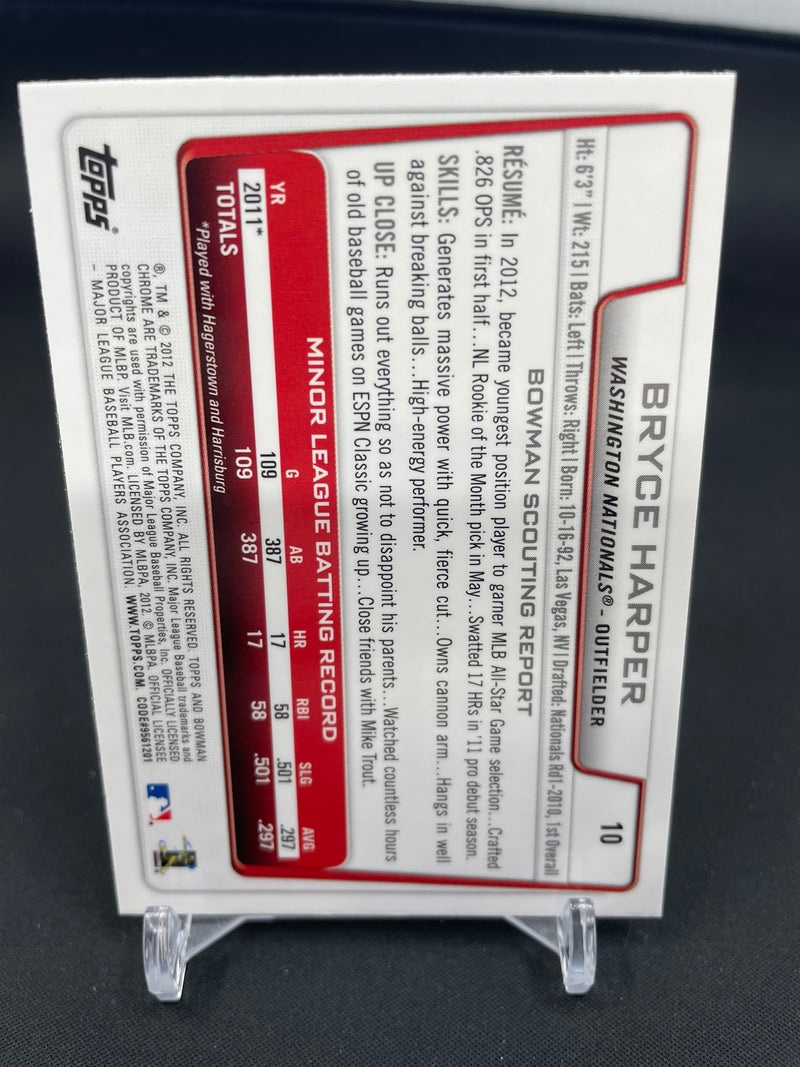 BRYCE HARPER
WASHINGTON NATIONALS® - OUTFIELDER
10
Ht: 6'3" | Wt: 215 | Bats: Left | Throws: Right | Born: 10-16-92, Las Vegas, NV | Drafted: Nationals Rd1-2010, 1st Overall
BOWMAN SCOUTING REPORT
RÉSUMÉ: In 2012, became youngest position player to garner MLB All-Star Game selection...Crafted
.826 OPS in first half...NL Rookie of the Month pick in May...Swatted 17 HRs in '11 pro debut season.
SKILLS: Generates massive power with quick, fierce cut...Owns cannon arm...Hangs in well
against breaking balls...High-energy performer.
UP CLOSE: Runs out everything so as not to disappoint his parents...Watched countless hours
of old baseball games on ESPN Classic growing up...Close friends with Mike Trout.
MINOR LEAGUE BATTING RECORD
YR G AB HR RBI SLG AVG
2011* 109 387 17 58 .501 .297
TOTALS 109 387 17 58 .501 .297
*Played with Hagerstown and Harrisburg
topps®
®, TM & © 2012 THE TOPPS COMPANY, INC. ALL RIGHTS RESERVED. TOPPS AND BOWMAN
CHROME ARE TRADEMARKS OF THE TOPPS COMPANY, INC. Major League Baseball trademarks and
copyrights are used with permission of Major League Baseball Properties, Inc. OFFICIALLY LICENSED
PRODUCT OF MLBP. Visit MLB.com. LICENSED BY MLBPA, 2012. © MLBPA. OFFICIAL LICENSEE
– MAJOR LEAGUE BASEBALL PLAYERS ASSOCIATION. WWW.TOPPS.COM. CODE#9561201